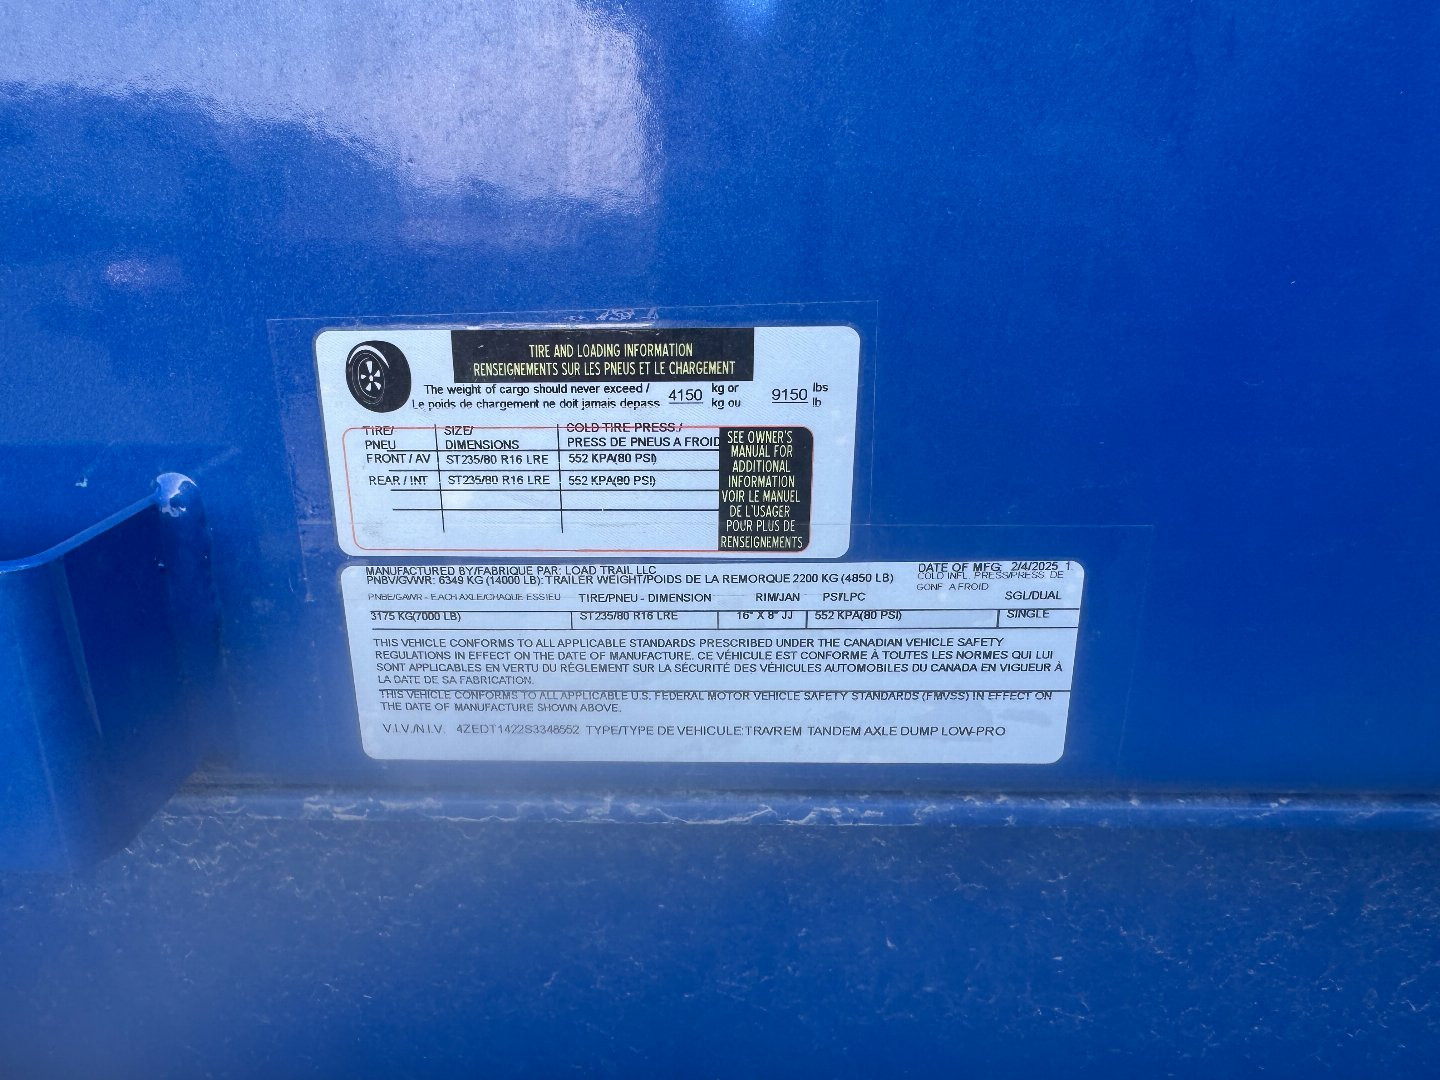 TIRE AND LOADING INFORMATION
RENSEIGNEMENTS SUR LES PNEUS ET LE CHARGEMENT
The weight of cargo should never exceed / 4150 kg or 9150 lbs
Le poids de chargement ne doit jamais depass kg ou lb
TIRE/ SIZE/ COLD TIRE PRESS./
PNEU DIMENSIONS PRESS DE PNEUS A FROID
FRONT / AV ST235/80 R16 LRE 552 KPA(80 PSI)
REAR / INT ST235/80 R16 LRE 552 KPA(80 PSI)
SEE OWNER'S
MANUAL FOR
ADDITIONAL
INFORMATION
VOIR LE MANUEL
DE L'USAGER
POUR PLUS DE
RENSEIGNEMENTS
MANUFACTURED BY/FABRIQUE PAR: LOAD TRAIL LLC DATE OF MFG: 2/4/2025 1
PNBV/GVWR: 6349 KG (14000 LB): TRAILER WEIGHT/POIDS DE LA REMORQUE 2200 KG (4850 LB) COLD INFL. PRESS/PRESS. DE
GONF. A FROID
PNBE/GAWR - EACH AXLE/CHAQUE ESSIEU TIRE/PNEU - DIMENSION RIM/JAN PSI/LPC SGL/DUAL
3175 KG(7000 LB) ST235/80 R16 LRE 16" X 8" JJ 552 KPA(80 PSI) SINGLE
THIS VEHICLE CONFORMS TO ALL APPLICABLE STANDARDS PRESCRIBED UNDER THE CANADIAN VEHICLE SAFETY
REGULATIONS IN EFFECT ON THE DATE OF MANUFACTURE. CE VÉHICULE EST CONFORME À TOUTES LES NORMES QUI LUI
SONT APPLICABLES EN VERTU DU RÈGLEMENT SUR LA SÉCURITÉ DES VÉHICULES AUTOMOBILES DU CANADA EN VIGUEUR À
LA DATE DE SA FABRICATION.
THIS VEHICLE CONFORMS TO ALL APPLICABLE U.S. FEDERAL MOTOR VEHICLE SAFETY STANDARDS (FMVSS) IN EFFECT ON
THE DATE OF MANUFACTURE SHOWN ABOVE.
V.I.V./N.I.V. 4ZEDT1422S3348552 TYPE/TYPE DE VEHICULE:TRA/REM TANDEM AXLE DUMP LOW-PRO